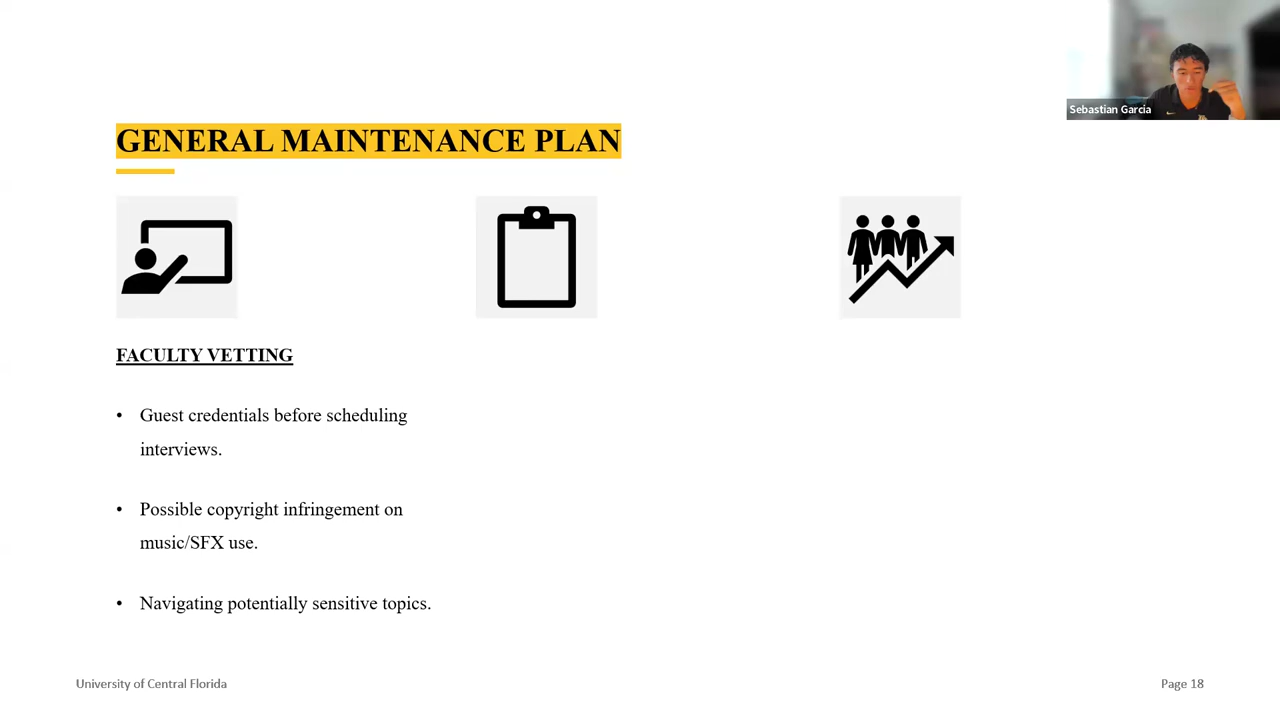 Sebastian Garcia
GENERAL MAINTENANCE PLAN
FACULTY VETTING
• Guest credentials before scheduling
interviews.
• Possible copyright infringement on
music/SFX use.
• Navigating potentially sensitive topics.
University of Central Florida
Page 18